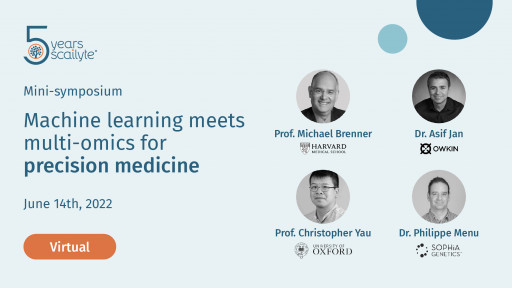 5 years
scailyte
Mini-symposium
Machine learning meets
multi-omics for
precision medicine
June 14th, 2022
Virtual
Prof. Michael Brenner
HARVARD
MEDICAL SCHOOL
Dr. Asif Jan
OWKIN
Prof. Christopher Yau
UNIVERSITY OF
OXFORD
Dr. Philippe Menu
SOPHiA
GENETICS